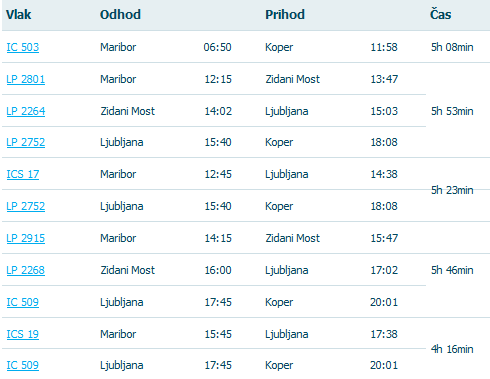 Vlak Odhod Prihod Čas
IC 503 Maribor 06:50 Koper 11:58 5h 08min
LP 2801 Maribor 12:15 Zidani Most 13:47
LP 2264 Zidani Most 14:02 Ljubljana 15:03 5h 53min
LP 2752 Ljubljana 15:40 Koper 18:08
ICS 17 Maribor 12:45 Ljubljana 14:38
5h 23min
LP 2752 Ljubljana 15:40 Koper 18:08
LP 2915 Maribor 14:15 Zidani Most 15:47
LP 2268 Zidani Most 16:00 Ljubljana 17:02 5h 46min
IC 509 Ljubljana 17:45 Koper 20:01
ICS 19 Maribor 15:45 Ljubljana 17:38
4h 16min
IC 509 Ljubljana 17:45 Koper 20:01